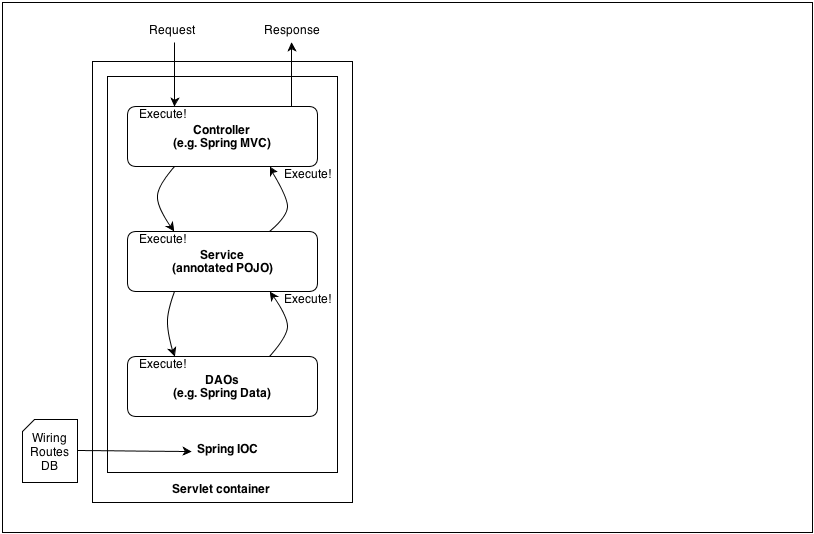 Request
Response
Execute!
Controller
(e.g. Spring MVC)
Execute!
Execute!
Service
(annotated POJO)
Execute!
Execute!
DAOs
(e.g. Spring Data)
Wiring
Routes
DB
Spring IOC
Servlet container